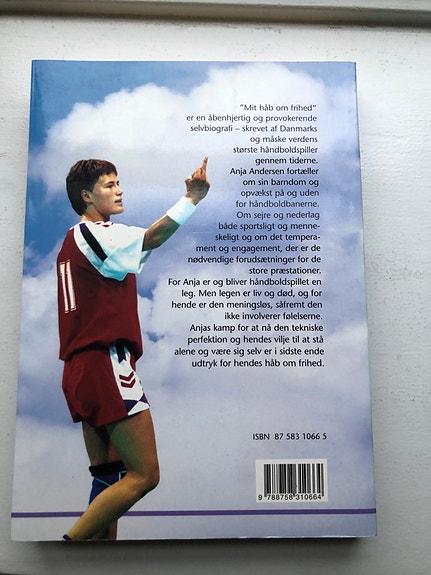 "Mit håb om frihed"
er en åbenhjertig og provokerende
selvbiografi – skrevet af Danmarks
og måske verdens
største håndboldspiller
gennem tiderne.
Anja Andersen fortæller
om sin barndom og
opvækst på og uden
for håndboldbanerne.
Om sejre og nederlag
både sportsligt og menne-
skeligt og om det tempera-
ment og engagement, der er de
nødvendige forudsætninger for de
store præstationer.
For Anja er og bliver håndboldspillet en
leg. Men legen er liv og død, og for
hende er den meningsløs, såfremt den
ikke involverer følelserne.
Anjas kamp for at nå den tekniske
perfektion og hendes vilje til at stå
alene og være sig selv er i sidste ende
udtryk for hendes håb om frihed.
11
ISBN 87 583 1066 5
9 788758 310664